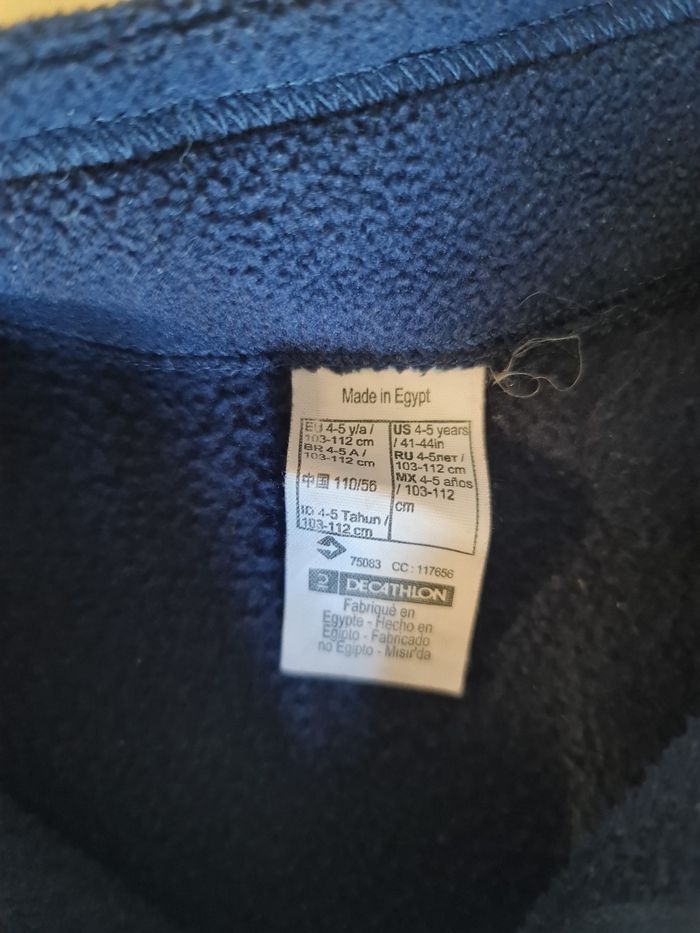 Made in Egypt
EU 4-5 y/a /
103-112 cm
BR 4-5 A /
103-112 cm
中国 110/56
ID 4-5 Tahun /
103-112 cm
US 4-5 years
/ 41-44in
RU 4-5лет /
103-112 cm
MX 4-5 años
/ 103-112
cm
75083 CC : 117656
2 DECATHLON
Fabriqué en
Egypte - Hecho en
Egipto - Fabricado
no Egipto - Misir'da